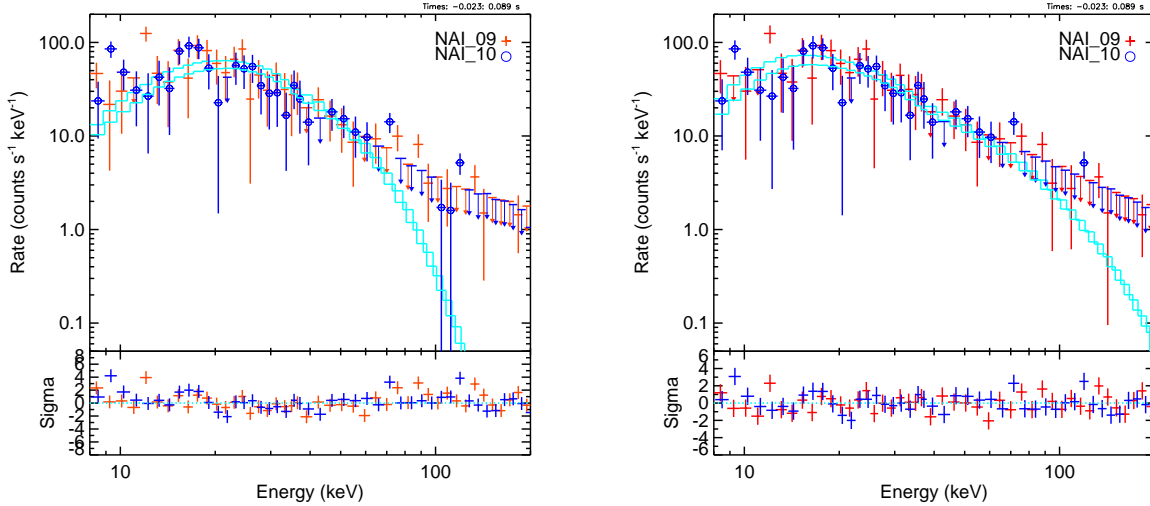 Times: -0.023: 0.089 s
NAI_09
NAI_10
100.0
10.0
1.0
0.1
Rate (counts s⁻¹ keV⁻¹)
8
6
4
2
0
-2
-4
-6
-8
Sigma
10
100
Energy (keV)
Times: -0.023: 0.089 s
NAI_09
NAI_10
100.0
10.0
1.0
0.1
Rate (counts s⁻¹ keV⁻¹)
6
4
2
0
-2
-4
-6
Sigma
10
100
Energy (keV)